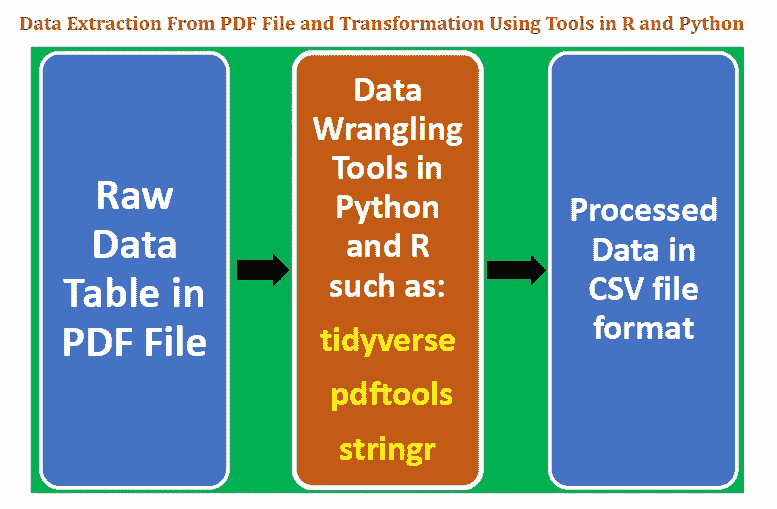 Data Extraction From PDF File and Transformation Using Tools in R and Python
Raw
Data
Table in
PDF File
Data
Wrangling
Tools in
Python
and R
such as:
tidyverse
pdftools
stringr
Processed
Data in
CSV file
format